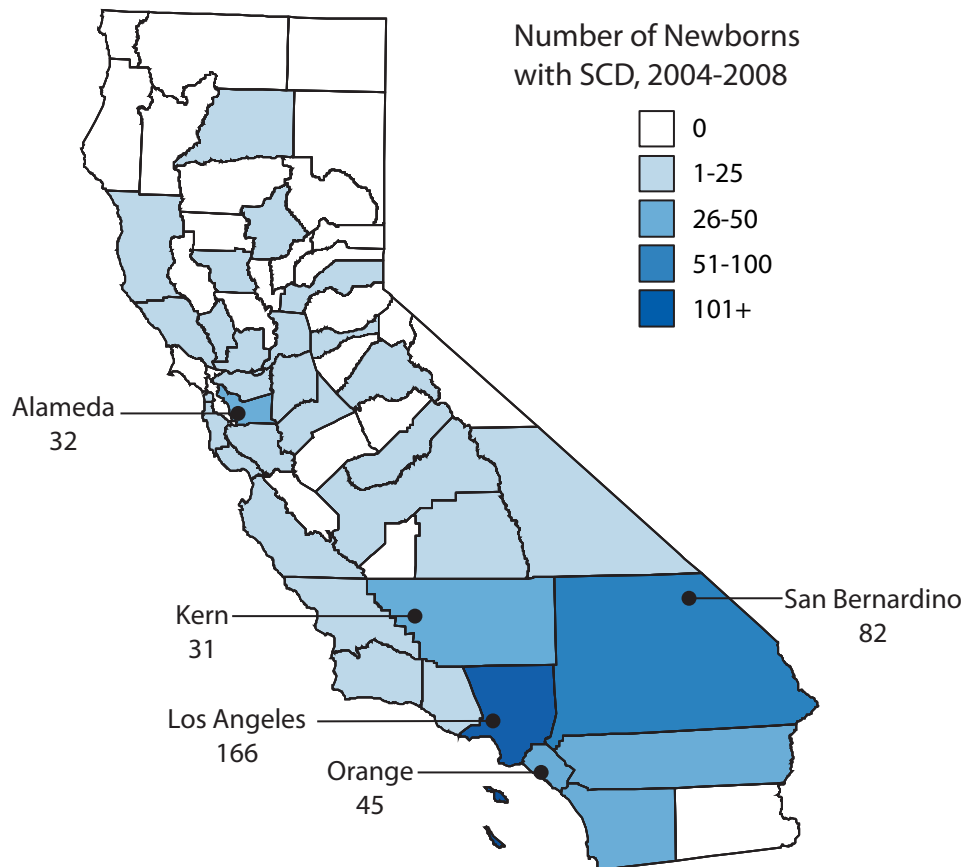 Number of Newborns
with SCD, 2004-2008
0
1-25
26-50
51-100
101+
Alameda
32
San Bernardino
82
Kern
31
Los Angeles
166
Orange
45